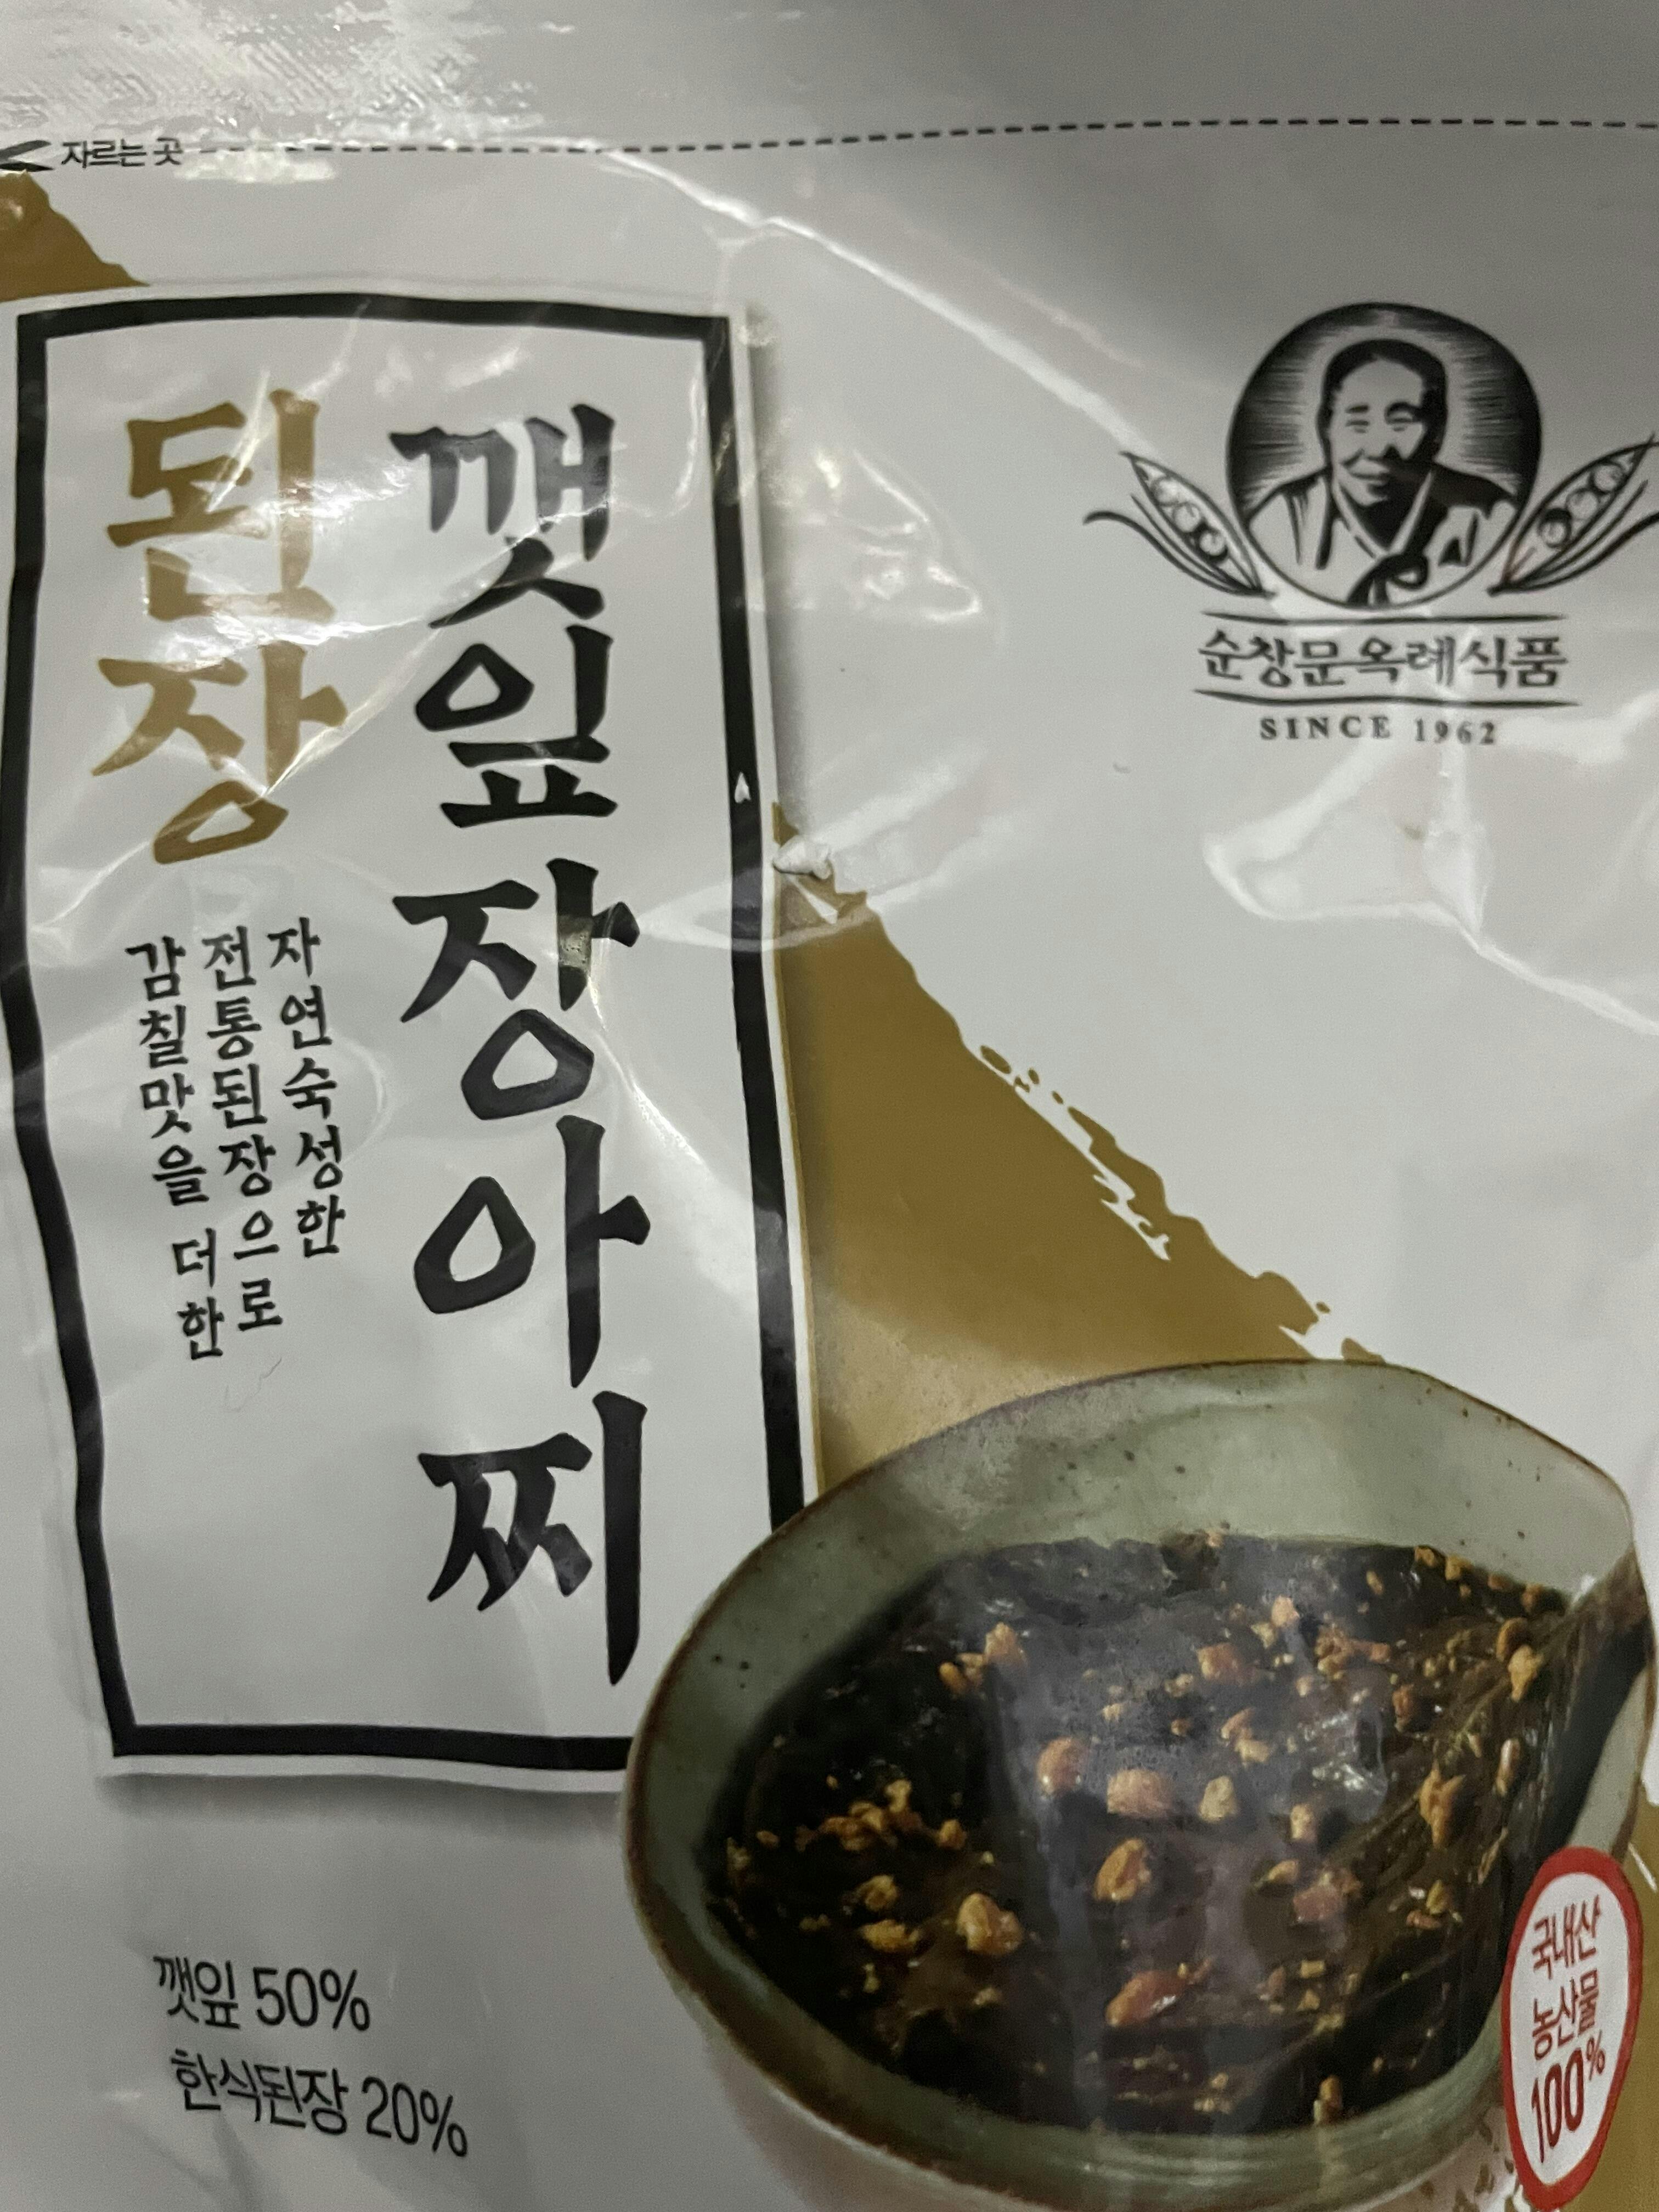 자르는 곳
된장
깻잎장아찌
자연숙성한
전통된장으로
감칠맛을 더한
순창문옥례식품
SINCE 1962
깻잎 50%
한식된장 20%
국내산
농산물
100%